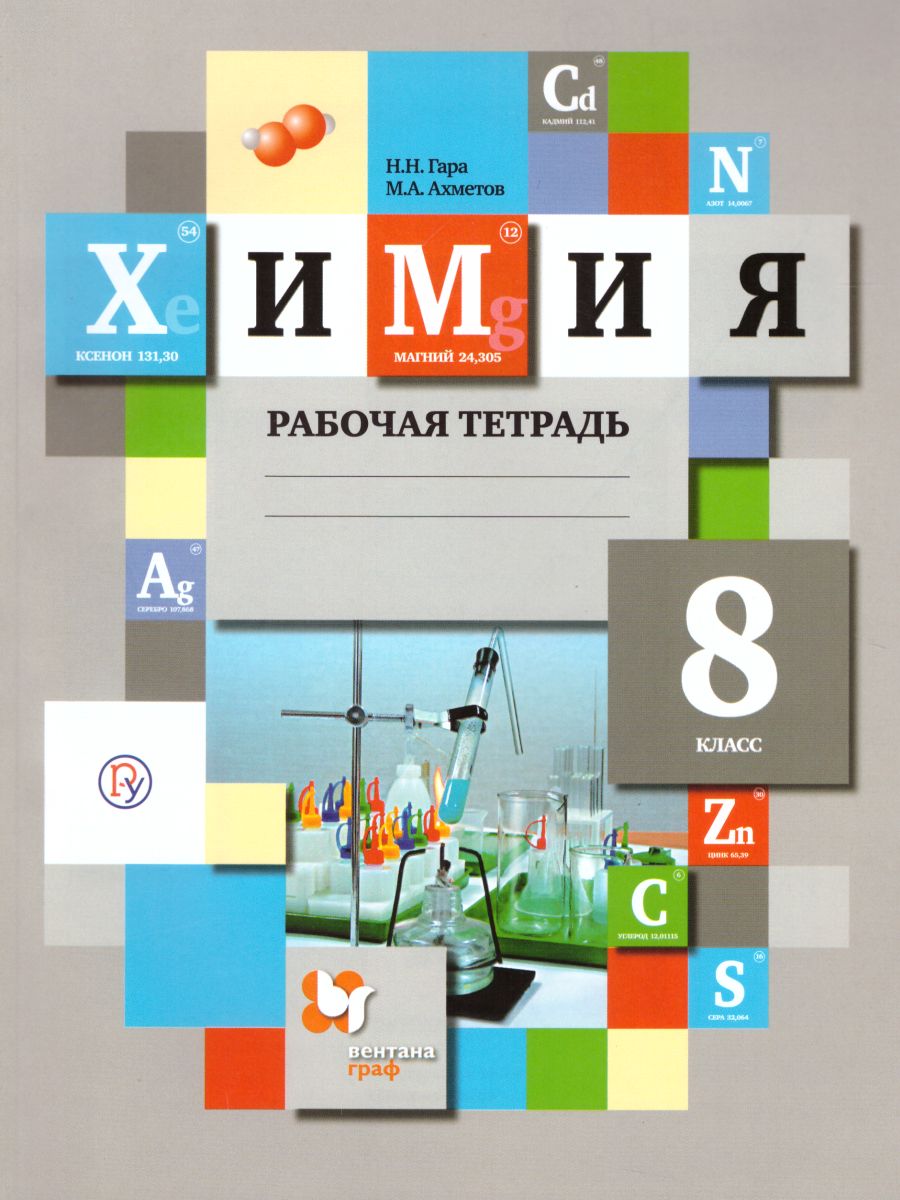 48
Cd
КАДМИЙ 112,41
Н.Н. Гара
М.А. Ахметов
7
N
АЗОТ 14,0067
54
Xe
КСЕНОН 131,30
И
12
Mg
МАГНИЙ 24,305
И
Я
РАБОЧАЯ ТЕТРАДЬ
47
Ag
СЕРЕБРО 107,868
8
КЛАСС
РУ
30
Zn
ЦИНК 65,39
6
C
УГЛЕРОД 12,01115
16
S
СЕРА 32,064
вентана
граф